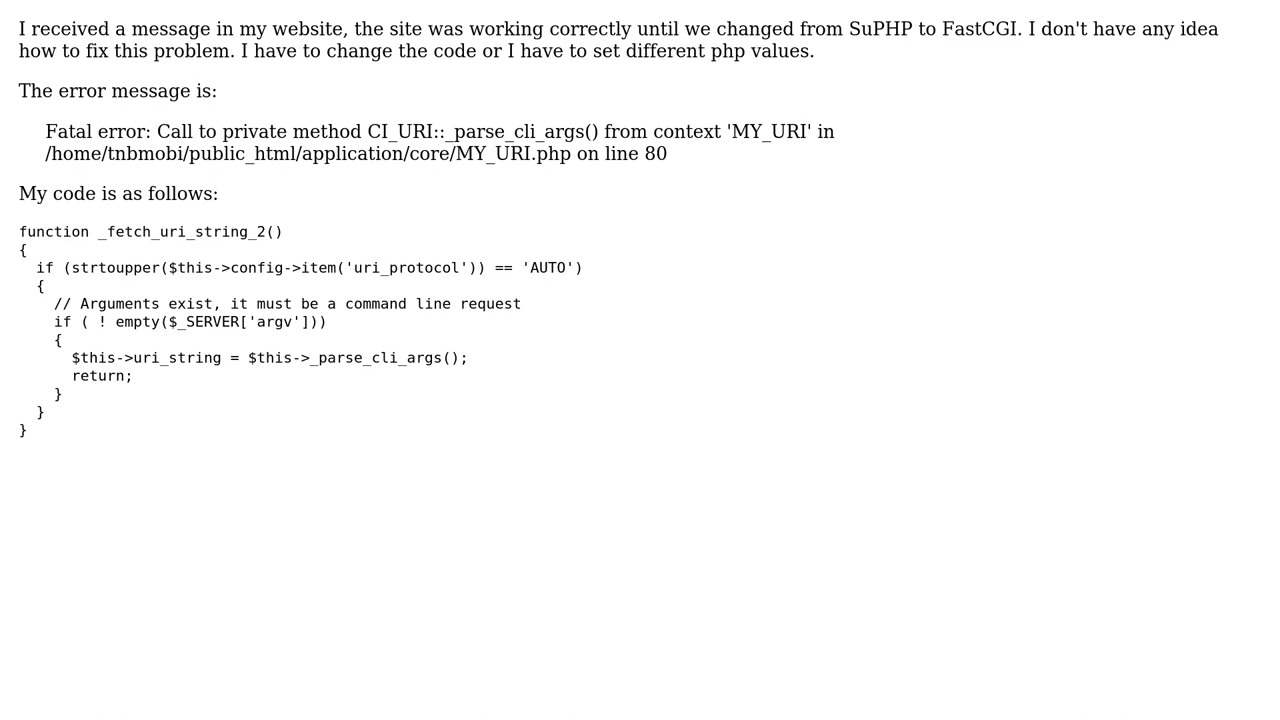 I received a message in my website, the site was working correctly until we changed from SuPHP to FastCGI. I don't have any idea
how to fix this problem. I have to change the code or I have to set different php values.
The error message is:
Fatal error: Call to private method CI_URI::_parse_cli_args() from context 'MY_URI' in
/home/tnbmobi/public_html/application/core/MY_URI.php on line 80
My code is as follows:
function _fetch_uri_string_2()
{
  if (strtoupper($this->config->item('uri_protocol')) == 'AUTO')
  {
    // Arguments exist, it must be a command line request
    if ( ! empty($_SERVER['argv']))
    {
      $this->uri_string = $this->_parse_cli_args();
      return;
    }
  }
}